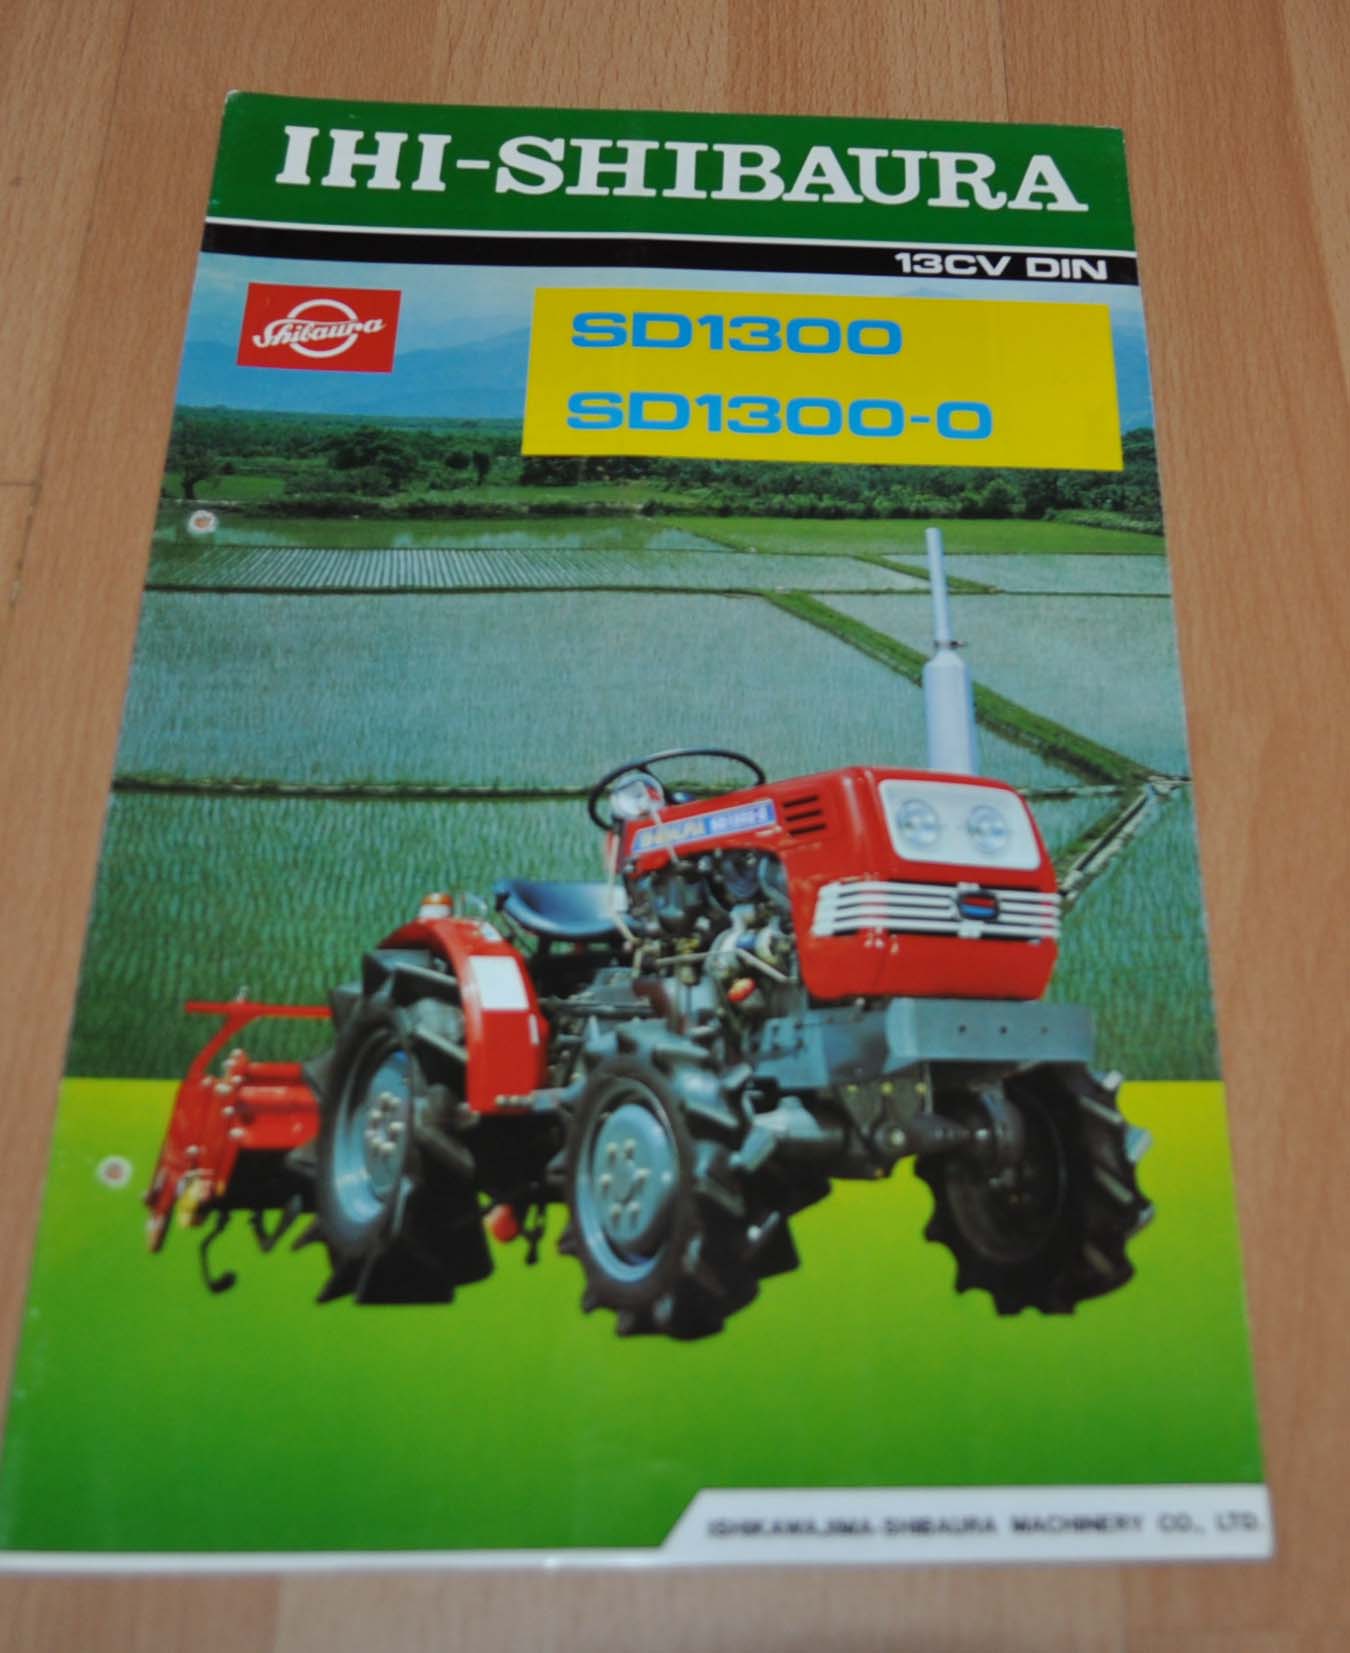 IHI-SHIBAURA
13CV DIN
Shibaura
SD1300
SD1300-0
ISHIKAWAJIMA-SHIBAURA MACHINERY CO., LTD.